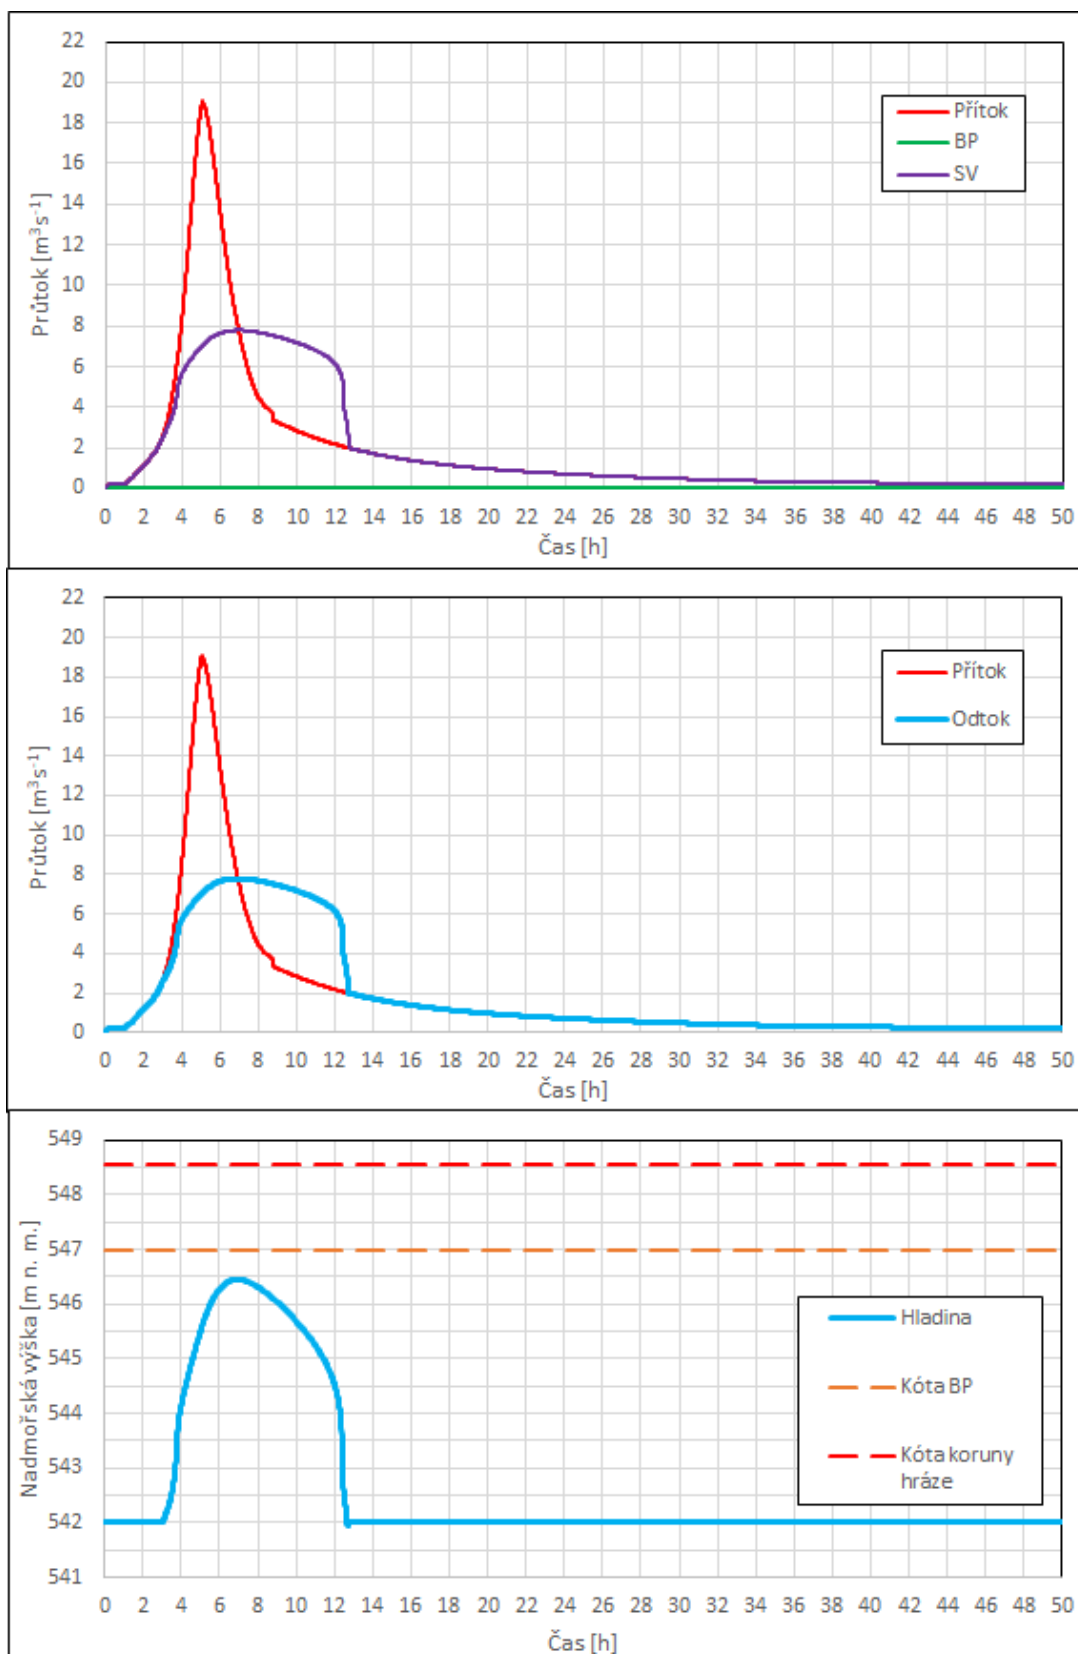 22
20
18
16
14
12
10
8
6
4
2
0
Průtok [m³s⁻¹]
Přítok
BP
SV
0 2 4 6 8 10 12 14 16 18 20 22 24 26 28 30 32 34 36 38 40 42 44 46 48 50
Čas [h]
22
20
18
16
14
12
10
8
6
4
2
0
Průtok [m³s⁻¹]
Přítok
Odtok
0 2 4 6 8 10 12 14 16 18 20 22 24 26 28 30 32 34 36 38 40 42 44 46 48 50
Čas [h]
549
548
547
546
545
544
543
542
541
Nadmořská výška [m n. m.]
Hladina
Kóta BP
Kóta koruny
hráze
0 2 4 6 8 10 12 14 16 18 20 22 24 26 28 30 32 34 36 38 40 42 44 46 48 50
Čas [h]